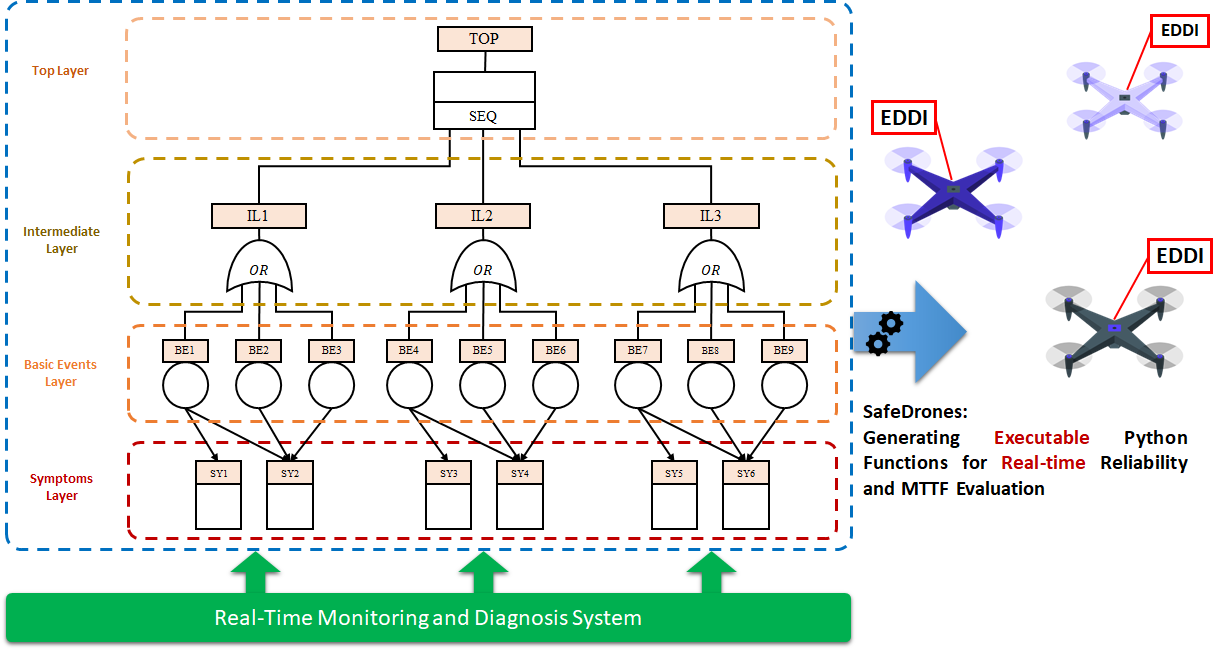 TOP
Top Layer
SEQ
EDDI
EDDI
EDDI
Intermediate
Layer
IL1
IL2
IL3
OR
OR
OR
Basic Events
Layer
BE1
BE2
BE3
BE4
BE5
BE6
BE7
BE8
BE9
Symptoms
Layer
SY1
SY2
SY3
SY4
SY5
SY6
SafeDrones:
Generating Executable Python
Functions for Real-time Reliability
and MTTF Evaluation
Real-Time Monitoring and Diagnosis System